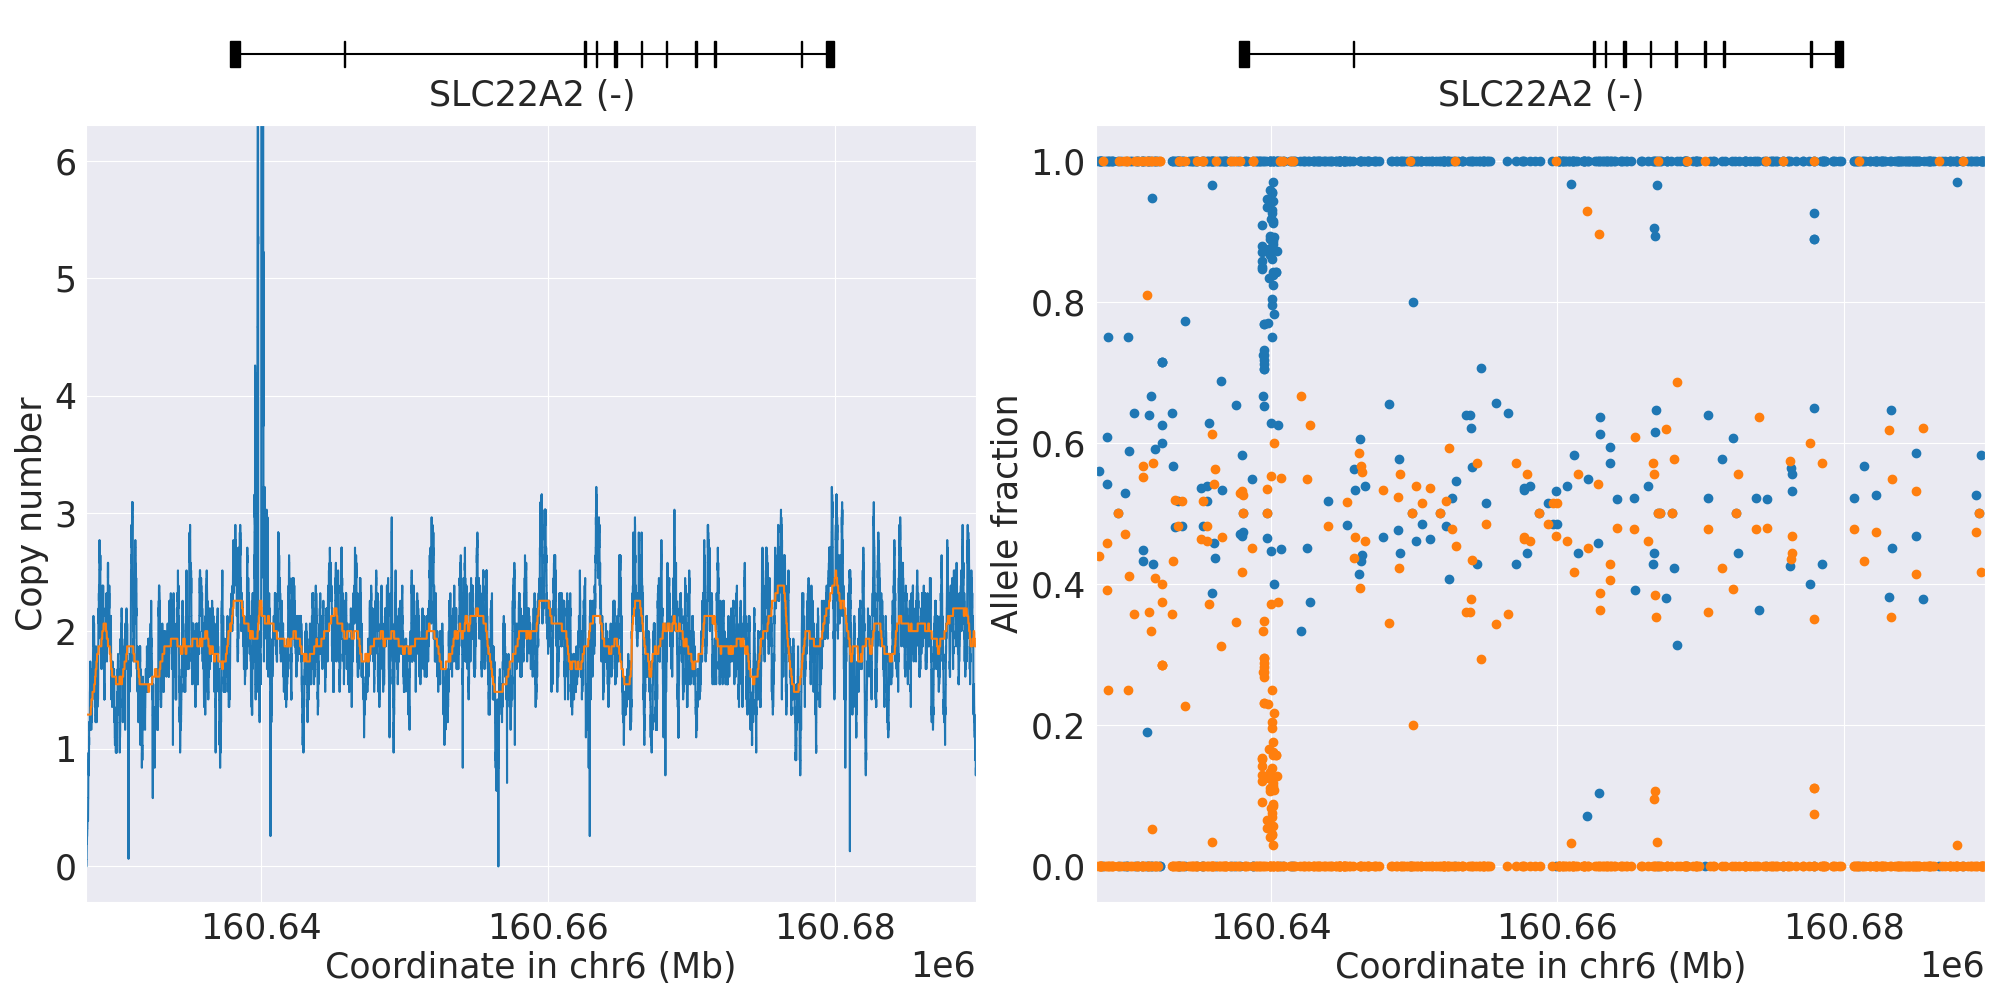 SLC22A2 (-)
Copy number
6
5
4
3
2
1
0
160.64
160.66
160.68
Coordinate in chr6 (Mb)
1e6
SLC22A2 (-)
Allele fraction
1.0
0.8
0.6
0.4
0.2
0.0
160.64
160.66
160.68
Coordinate in chr6 (Mb)
1e6